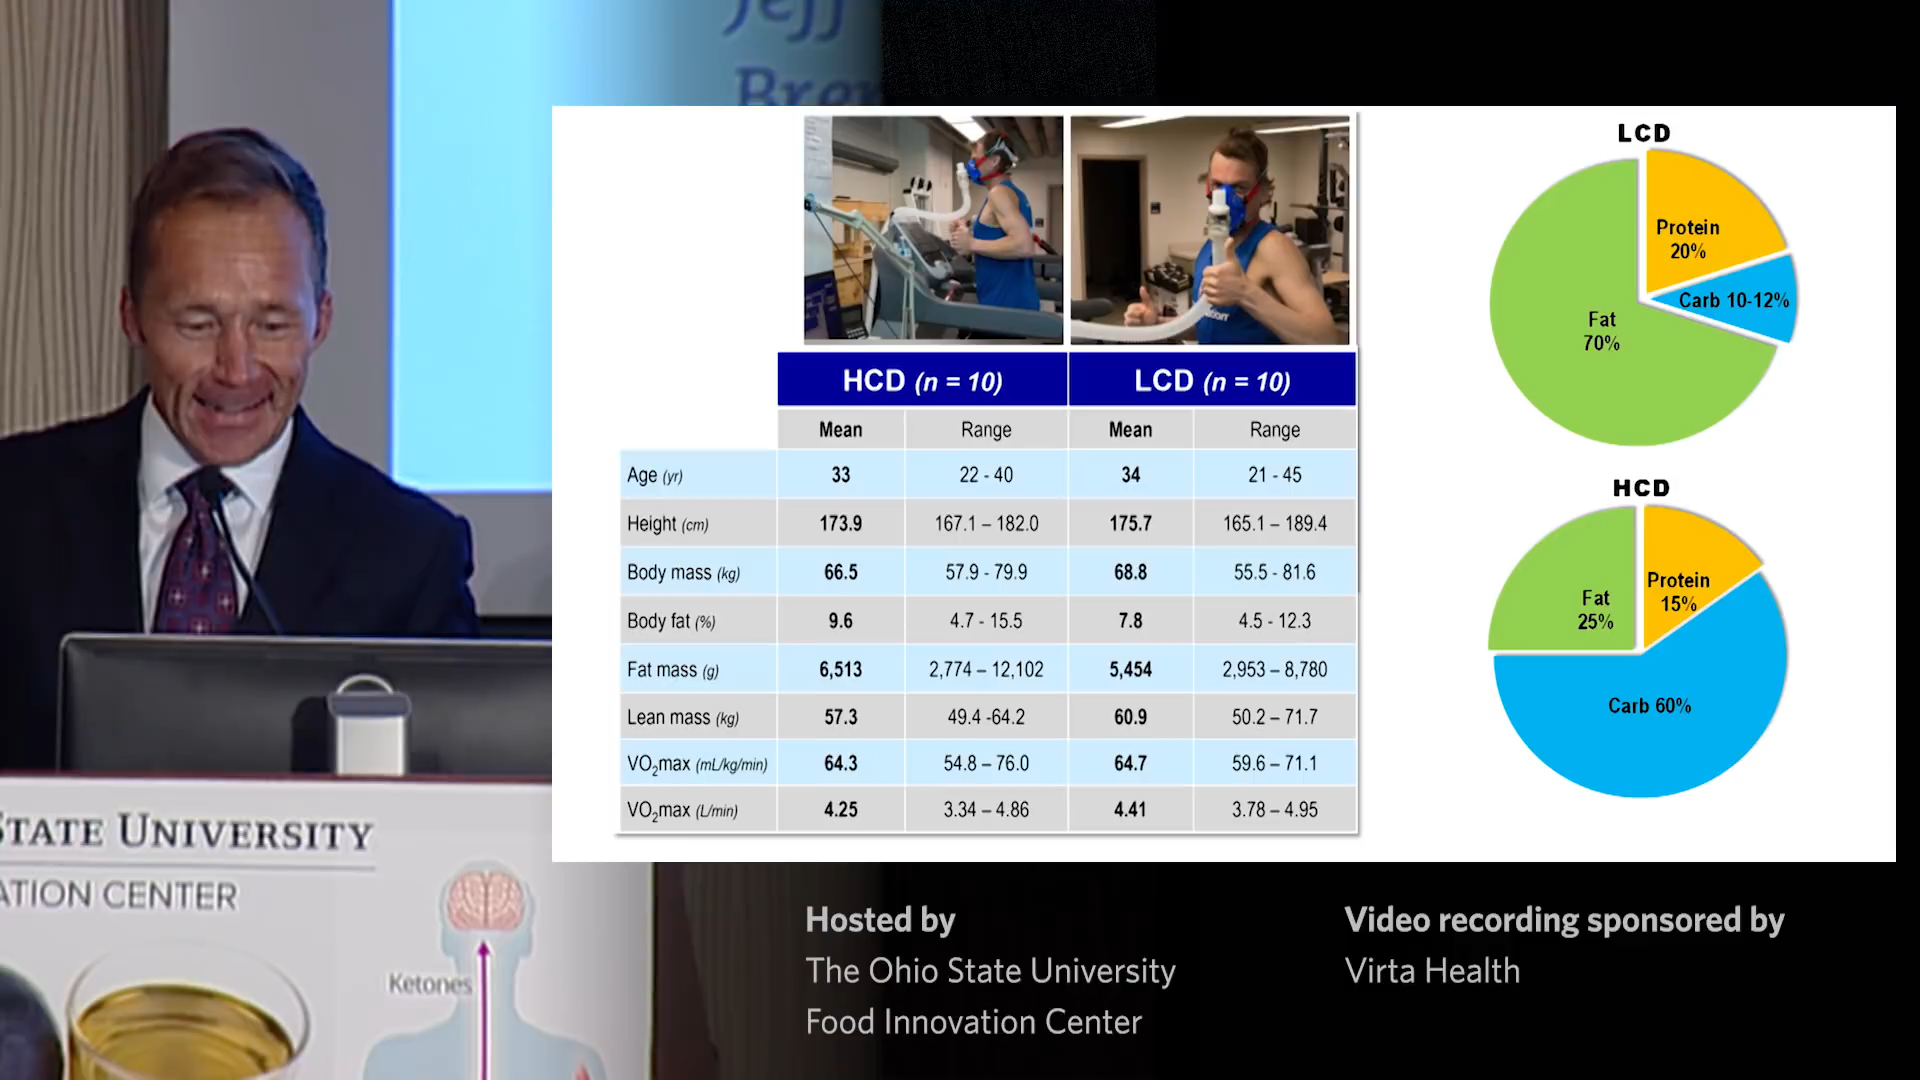 Jeff
STATE UNIVERSITY
ATION CENTER
Ketones
HCD (n = 10) LCD (n = 10)
Mean Range Mean Range
Age (yr) 33 22 - 40 34 21 - 45
Height (cm) 173.9 167.1 – 182.0 175.7 165.1 – 189.4
Body mass (kg) 66.5 57.9 - 79.9 68.8 55.5 - 81.6
Body fat (%) 9.6 4.7 - 15.5 7.8 4.5 - 12.3
Fat mass (g) 6,513 2,774 – 12,102 5,454 2,953 – 8,780
Lean mass (kg) 57.3 49.4 -64.2 60.9 50.2 – 71.7
VO₂max (mL/kg/min) 64.3 54.8 – 76.0 64.7 59.6 – 71.1
VO₂max (L/min) 4.25 3.34 – 4.86 4.41 3.78 – 4.95
LCD
Protein
20%
Carb 10-12%
Fat
70%
HCD
Protein
15%
Fat
25%
Carb 60%
Hosted by
The Ohio State University
Food Innovation Center
Video recording sponsored by
Virta Health